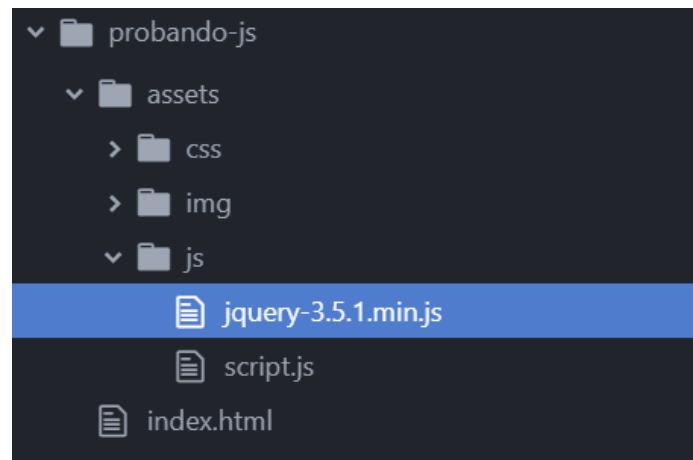 probando-js
assets
css
img
js
jquery-3.5.1.min.js
script.js
index.html